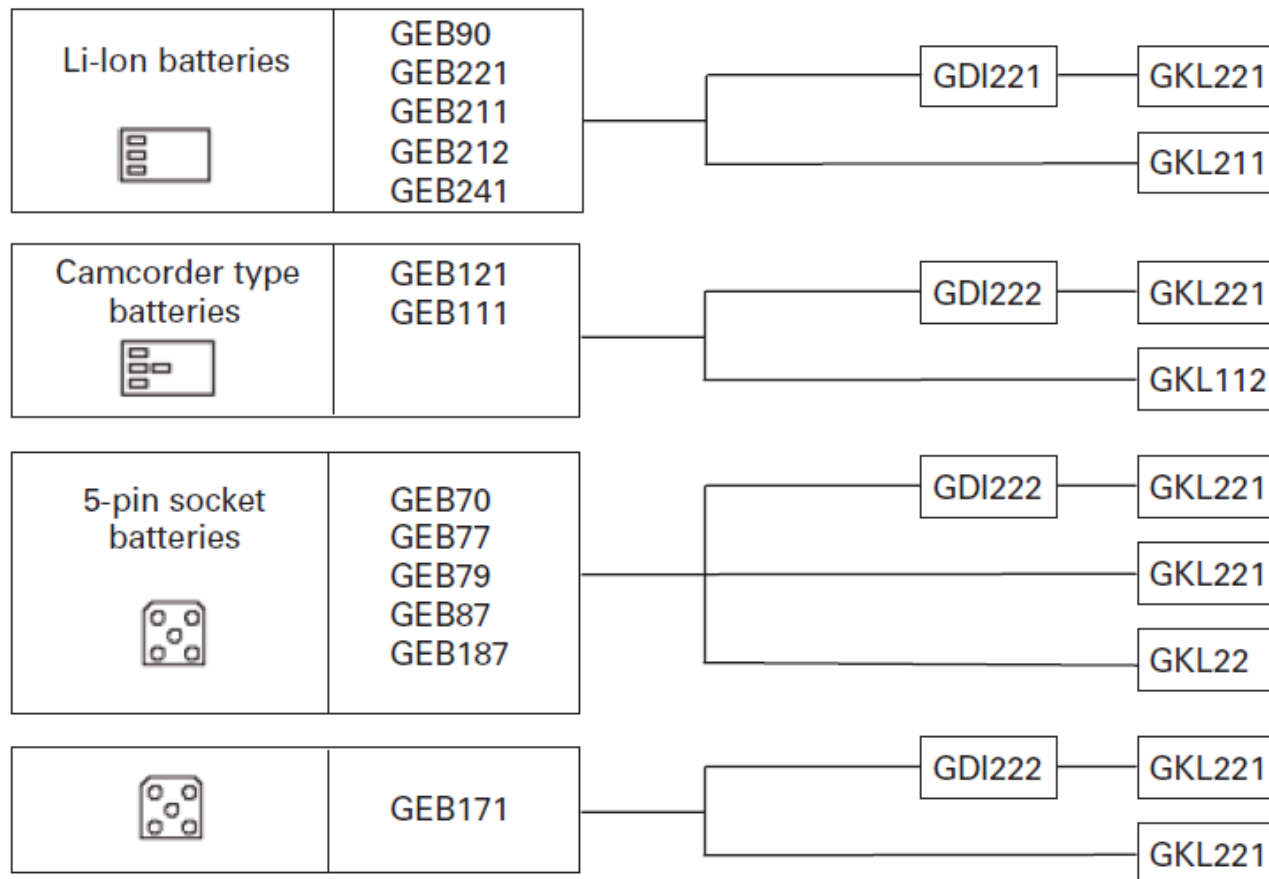 Li-Ion batteries
GEB90
GEB221
GEB211
GEB212
GEB241
GDI221
GKL221
GKL211
Camcorder type
batteries
GEB121
GEB111
GDI222
GKL221
GKL112
5-pin socket
batteries
GEB70
GEB77
GEB79
GEB87
GEB187
GDI222
GKL221
GKL221
GKL22
GEB171
GDI222
GKL221
GKL221